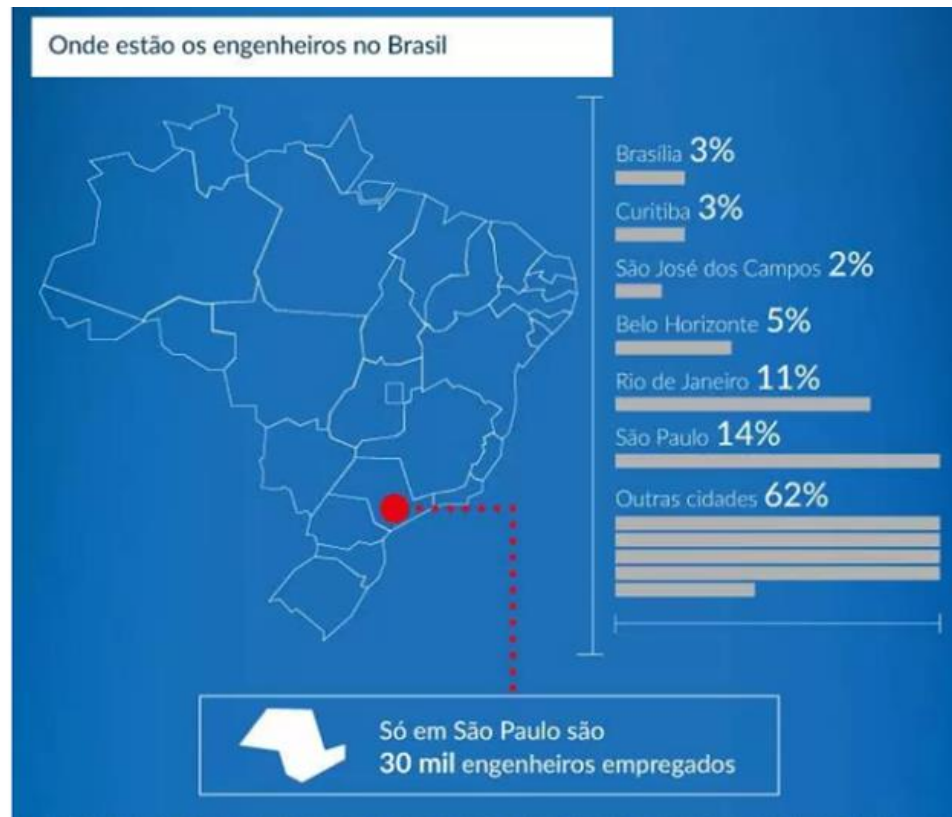 Onde estão os engenheiros no Brasil
Brasília 3%
Curitiba 3%
São José dos Campos 2%
Belo Horizonte 5%
Rio de Janeiro 11%
São Paulo 14%
Outras cidades 62%
Só em São Paulo são
30 mil engenheiros empregados